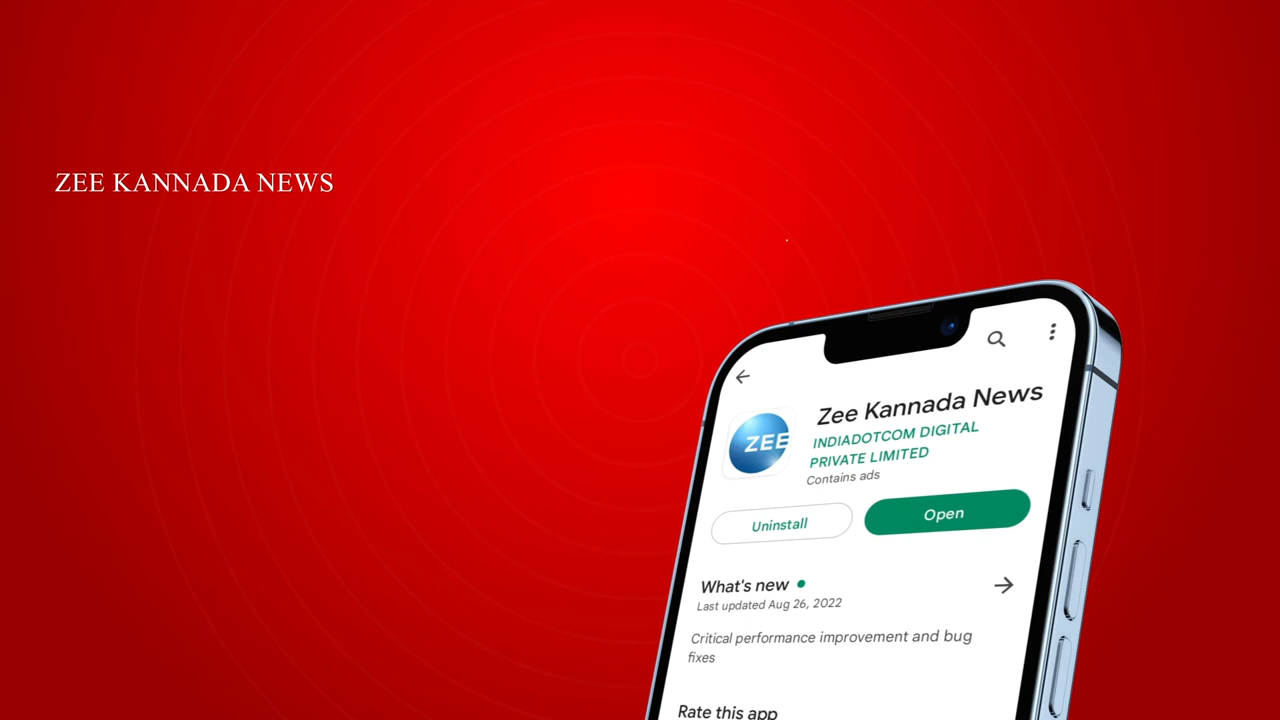 ZEE KANNADA NEWS
Zee Kannada News
ZEE
INDIADOTCOM DIGITAL
PRIVATE LIMITED
Contains ads
Uninstall
Open
What's new
Last updated Aug 26, 2022
Critical performance improvement and bug
fixes
Rate this app